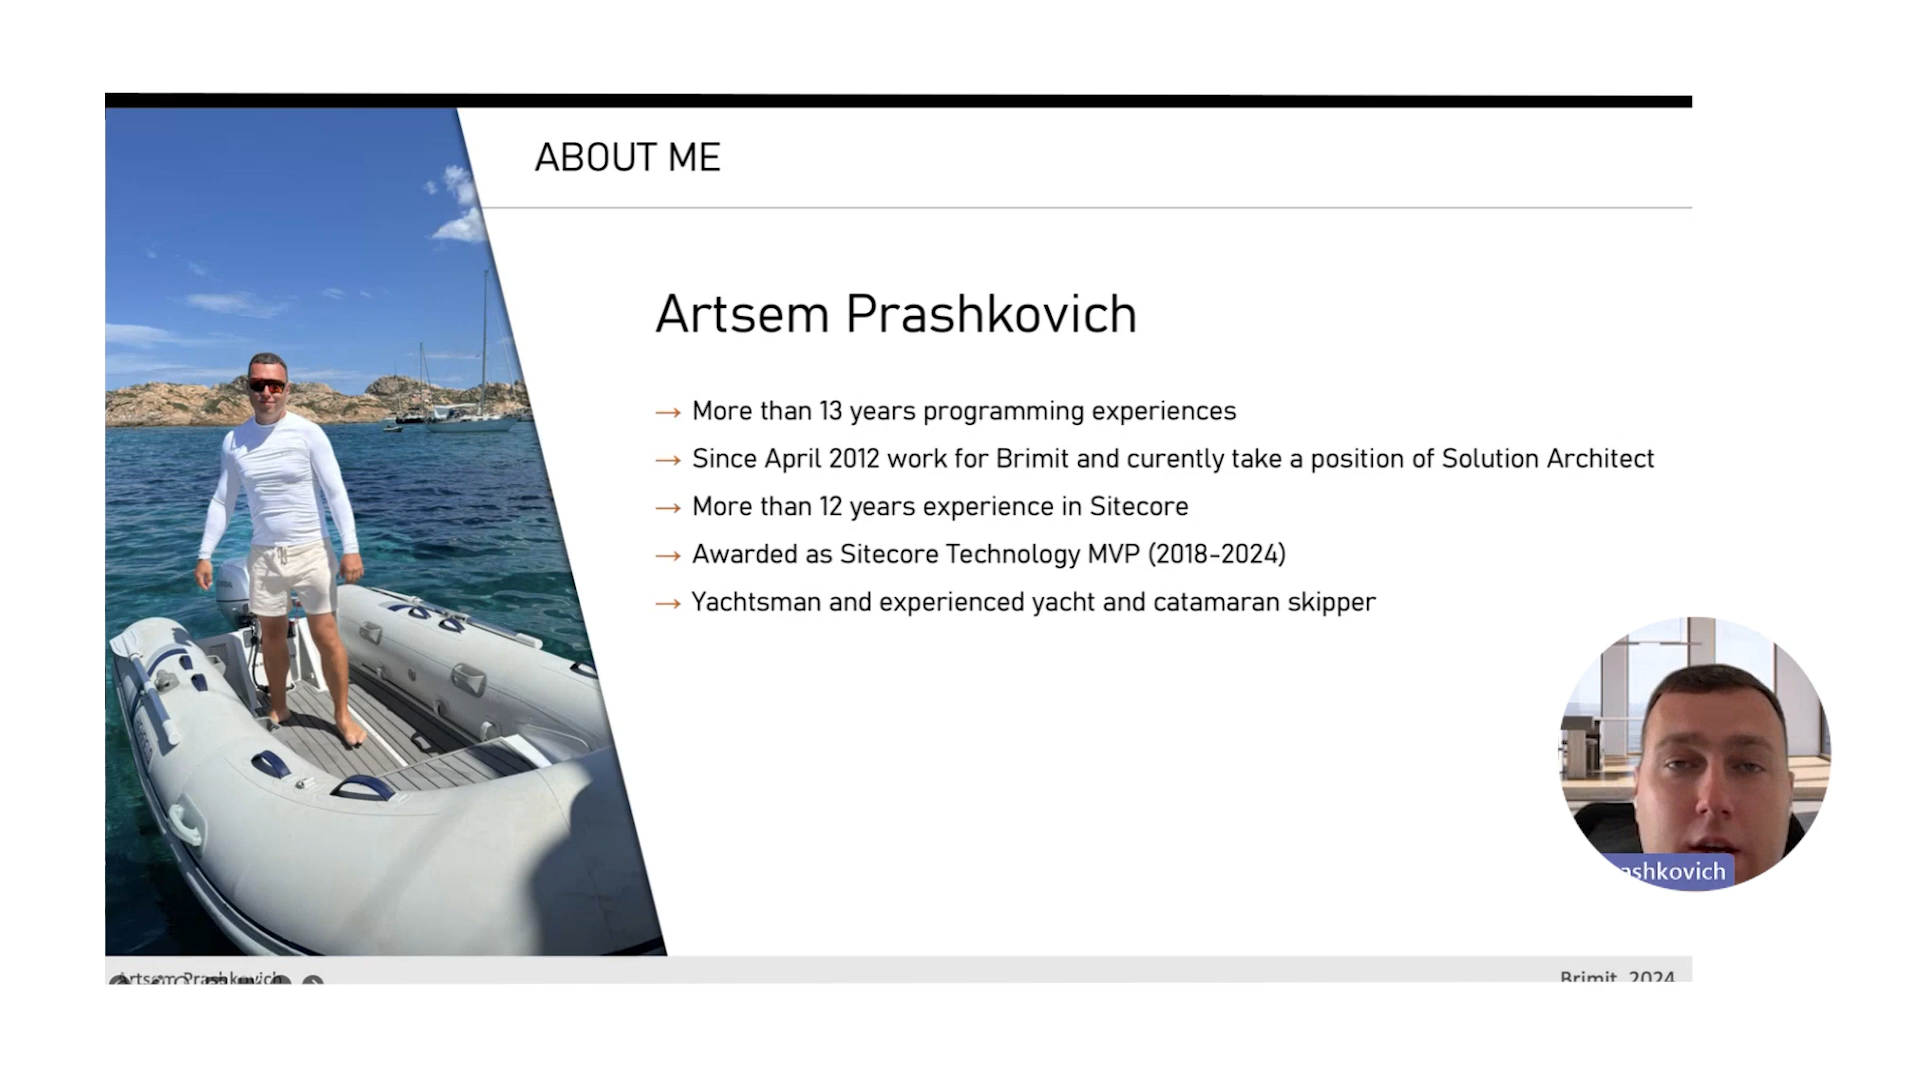 ABOUT ME
Artsem Prashkovich
→ More than 13 years programming experiences
→ Since April 2012 work for Brimit and curently take a position of Solution Architect
→ More than 12 years experience in Sitecore
→ Awarded as Sitecore Technology MVP (2018-2024)
→ Yachtsman and experienced yacht and catamaran skipper
ashkovich
Artsem Prashkovich
Brimit, 2024